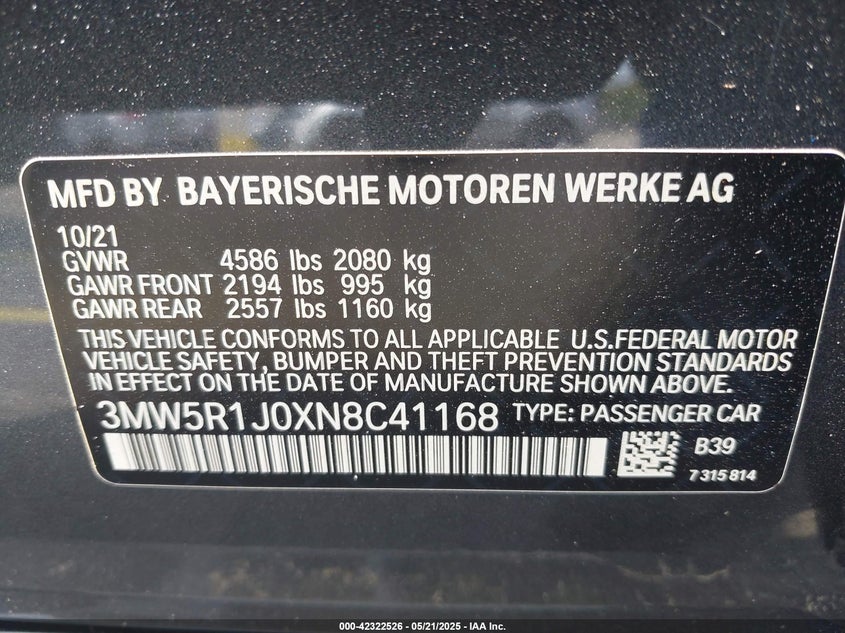 MFD BY BAYERISCHE MOTOREN WERKE AG
10/21
GVWR 4586 lbs 2080 kg
GAWR FRONT 2194 lbs 995 kg
GAWR REAR 2557 lbs 1160 kg
THIS VEHICLE CONFORMS TO ALL APPLICABLE U.S.FEDERAL MOTOR
VEHICLE SAFETY, BUMPER AND THEFT PREVENTION STANDARDS
IN EFFECT ON THE DATE OF MANUFACTURE SHOWN ABOVE.
3MW5R1J0XN8C41168 TYPE: PASSENGER CAR
B39
7 315 814
000-42322526 - 05/21/2025 - IAA Inc.